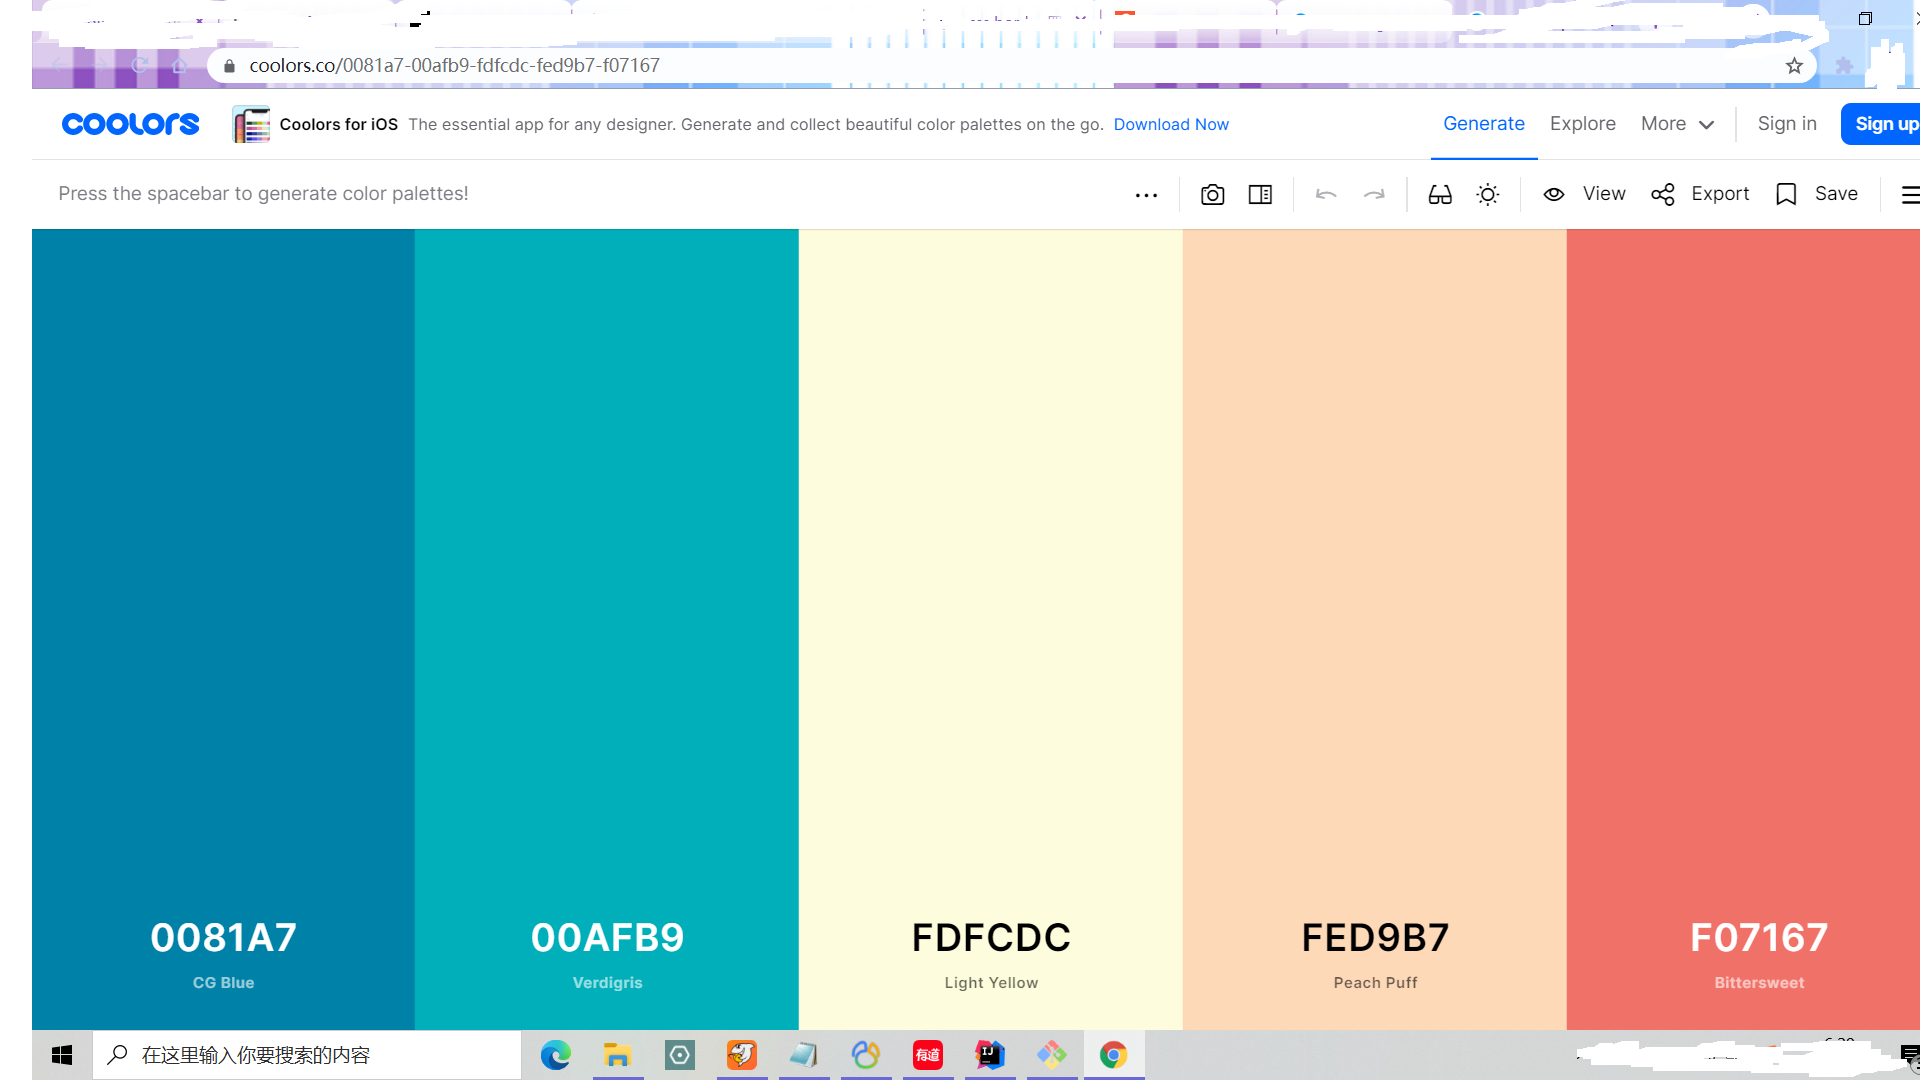 coolors.co/0081a7-00afb9-fdfcdc-fed9b7-f07167
coolors Coolors for iOS The essential app for any designer. Generate and collect beautiful color palettes on the go. Download Now Generate Explore More Sign in Sign up
Press the spacebar to generate color palettes! View Export Save
0081A7 00AFB9 FDFCDC FED9B7 F07167
CG Blue Verdigris Light Yellow Peach Puff Bittersweet
在这里输入你要搜索的内容 有道 IJ